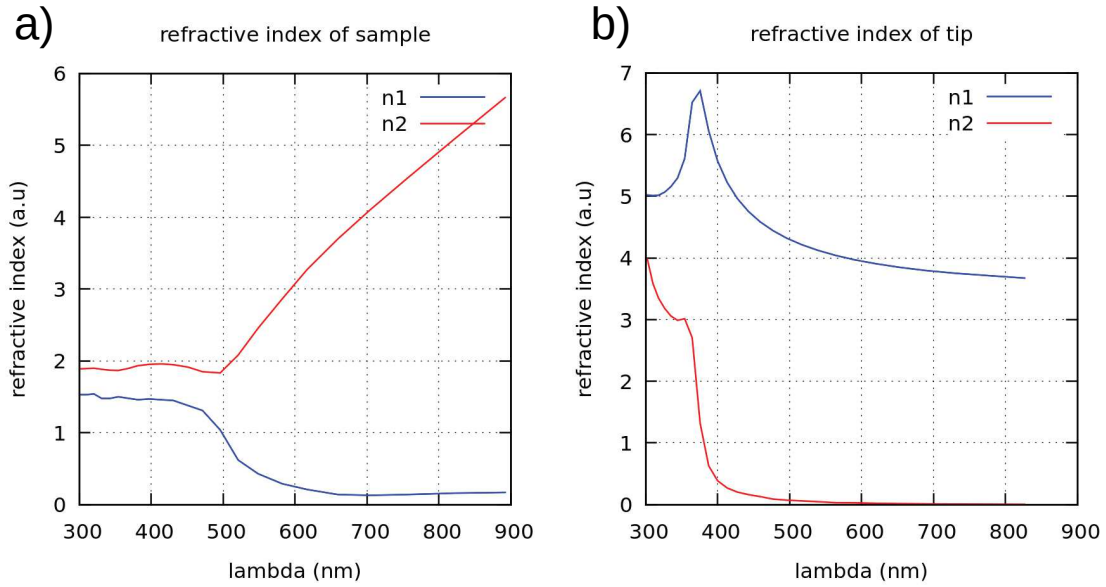 a)
refractive index of sample
6
5
4
3
2
1
0
n1
n2
refractive index (a.u)
300 400 500 600 700 800 900
lambda (nm)
b)
refractive index of tip
7
6
5
4
3
2
1
0
n1
n2
refractive index (a.u)
300 400 500 600 700 800 900
lambda (nm)